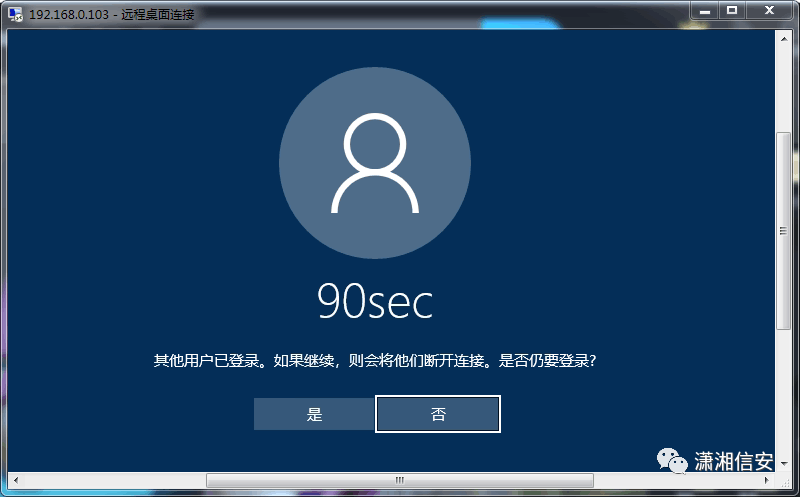 192.168.0.103 - 远程桌面连接
90sec
其他用户已登录。如果继续，则会将他们断开连接。是否仍要登录?
是
否
潇湘信安